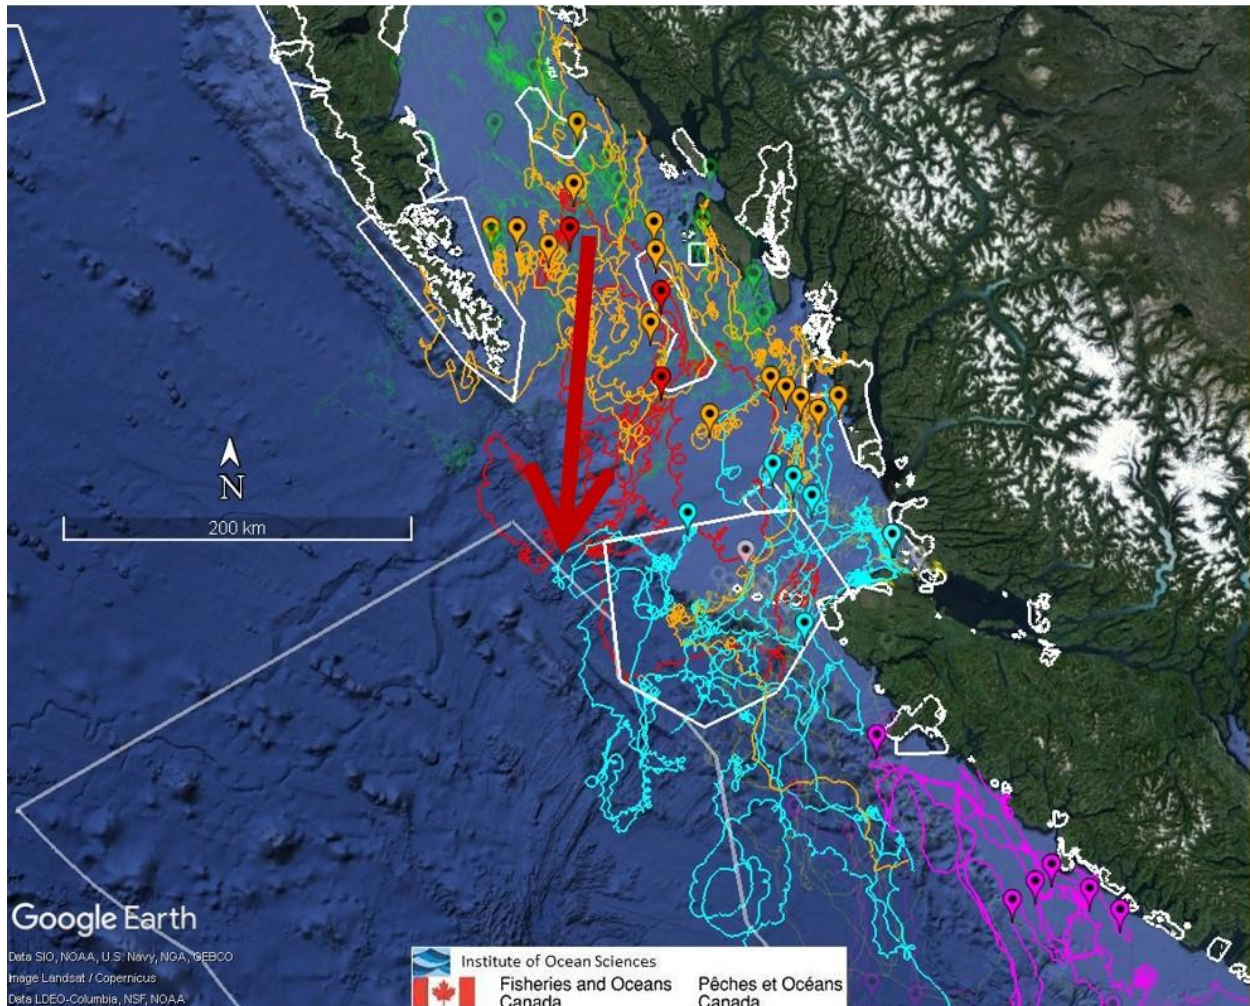 N
200 km
Google Earth
Data SIO, NOAA, U.S. Navy, NGA, GEBCO
Image Landsat / Copernicus
Data LDEO-Columbia, NSF, NOAA
Institute of Ocean Sciences
Fisheries and Oceans
Canada
Pêches et Océans
Canada